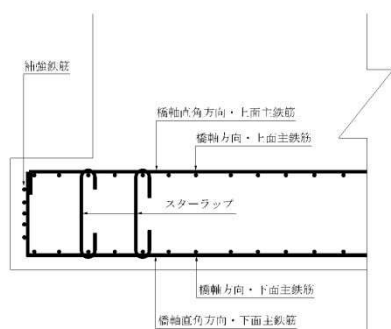 補強鉄筋
橋軸直角方向・上面主鉄筋
橋軸方向・上面主鉄筋
スターラップ
橋軸方向・下面主鉄筋
橋軸直角方向・下面主鉄筋